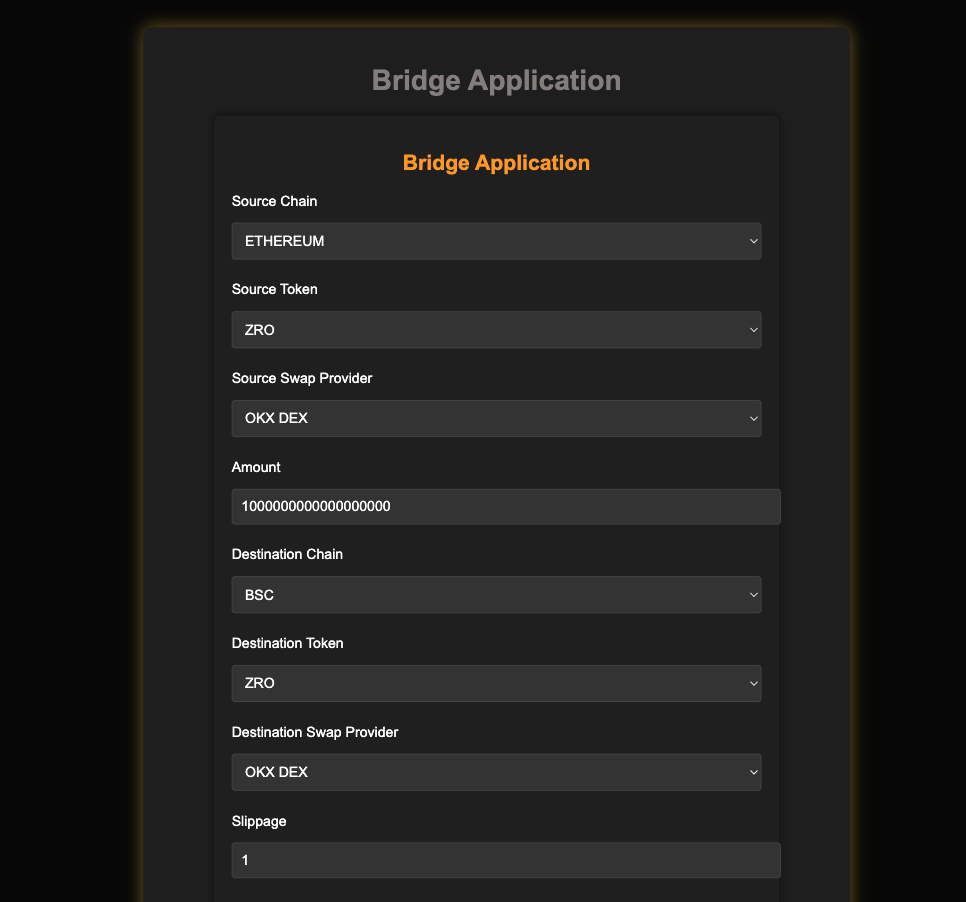 Bridge Application
Bridge Application
Source Chain
ETHEREUM
Source Token
ZRO
Source Swap Provider
OKX DEX
Amount
1000000000000000000
Destination Chain
BSC
Destination Token
ZRO
Destination Swap Provider
OKX DEX
Slippage
1